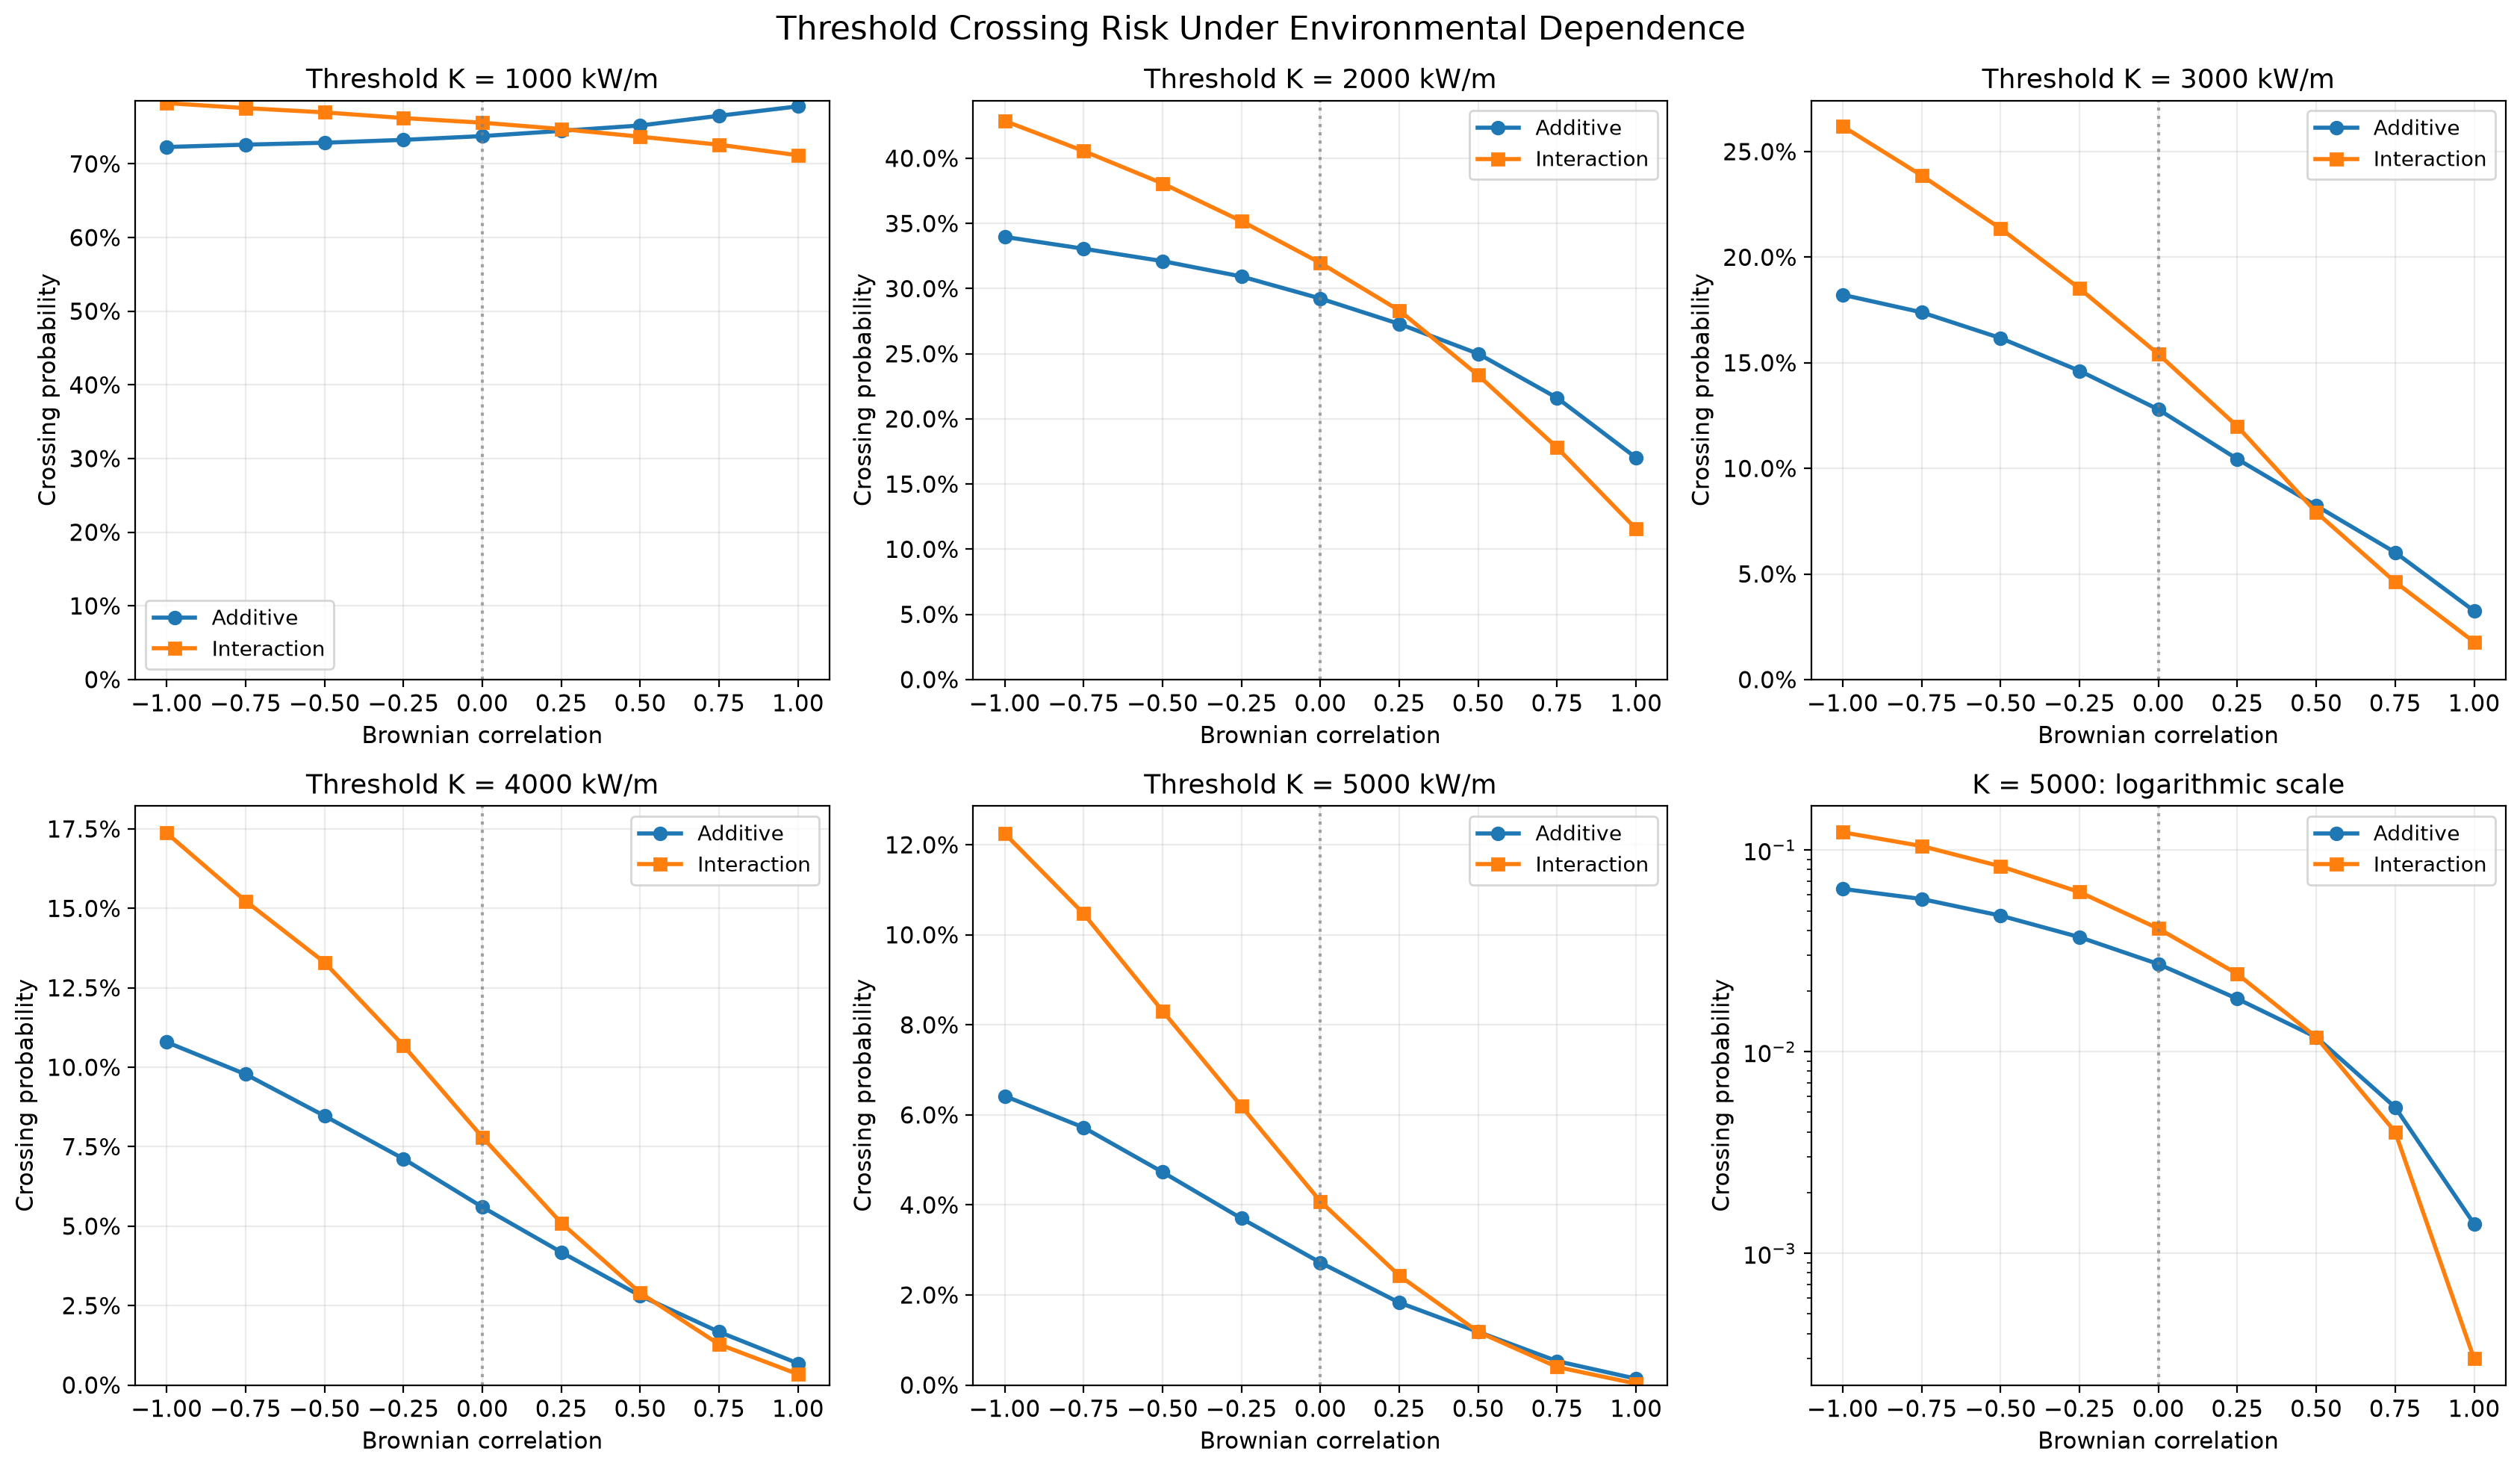 Threshold Crossing Risk Under Environmental Dependence
Threshold K = 1000 kW/m
Crossing probability
70%
60%
50%
40%
30%
20%
10%
0%
Additive
Interaction
−1.00 −0.75 −0.50 −0.25 0.00 0.25 0.50 0.75 1.00
Brownian correlation
Threshold K = 2000 kW/m
Crossing probability
40.0%
35.0%
30.0%
25.0%
20.0%
15.0%
10.0%
5.0%
0.0%
Additive
Interaction
−1.00 −0.75 −0.50 −0.25 0.00 0.25 0.50 0.75 1.00
Brownian correlation
Threshold K = 3000 kW/m
Crossing probability
25.0%
20.0%
15.0%
10.0%
5.0%
0.0%
Additive
Interaction
−1.00 −0.75 −0.50 −0.25 0.00 0.25 0.50 0.75 1.00
Brownian correlation
Threshold K = 4000 kW/m
Crossing probability
17.5%
15.0%
12.5%
10.0%
7.5%
5.0%
2.5%
0.0%
Additive
Interaction
−1.00 −0.75 −0.50 −0.25 0.00 0.25 0.50 0.75 1.00
Brownian correlation
Threshold K = 5000 kW/m
Crossing probability
12.0%
10.0%
8.0%
6.0%
4.0%
2.0%
0.0%
Additive
Interaction
−1.00 −0.75 −0.50 −0.25 0.00 0.25 0.50 0.75 1.00
Brownian correlation
K = 5000: logarithmic scale
Crossing probability
10⁻¹
10⁻²
10⁻³
Additive
Interaction
−1.00 −0.75 −0.50 −0.25 0.00 0.25 0.50 0.75 1.00
Brownian correlation